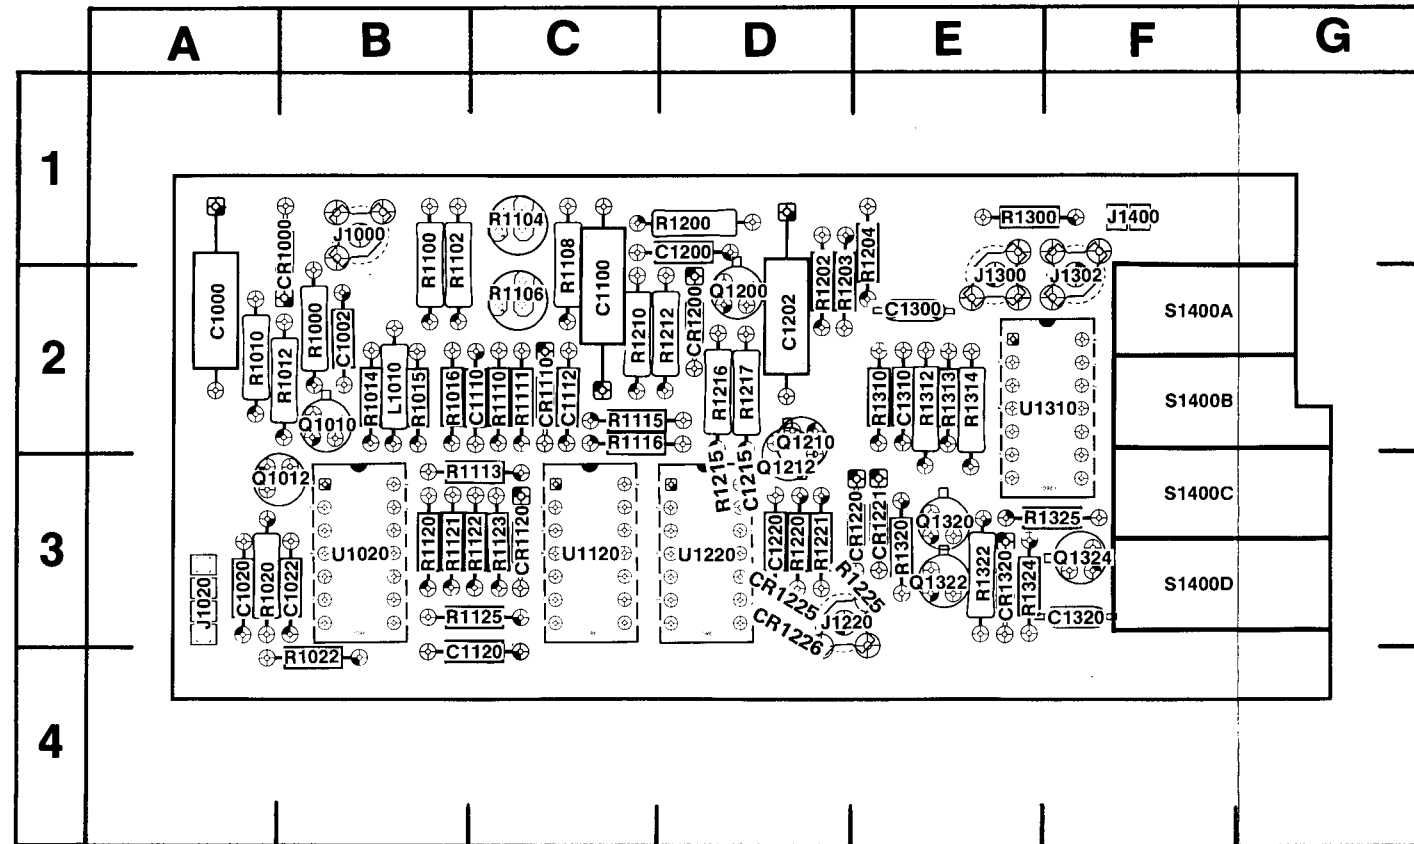 A B C D E F G
1
R1104 R1200 R1300 J1400
CR1000 J1000 R1100 R1102 R1108 C1200 R1204
C1000 R1106 C1100 R1202 R1203 J1300 J1302
R1000 C1002 R1210 R1212 CR1200 Q1200 C1202 C1300 S1400A
2
R1010 R1012 R1014 L1010 R1015 R1016 C1110 R1110 R1111 CR1110 C1112 R1216 R1217 R1310 C1310 R1312 R1313 R1314 U1310 S1400B
Q1010 R1115
R1116 Q1210
Q1212
Q1012 R1113 R1215 C1215 S1400C
CR1220 CR1221 R1320 Q1320 R1325
3
U1020 R1120 R1121 R1122 R1123 CR1120 U1120 U1220 C1220 R1220 R1221 Q1324
J1020 C1020 R1020 C1022 CR1225 R1225 Q1322 R1322 CR1320 R1324 S1400D
R1125 CR1226 J1220 C1320
R1022 C1120
4